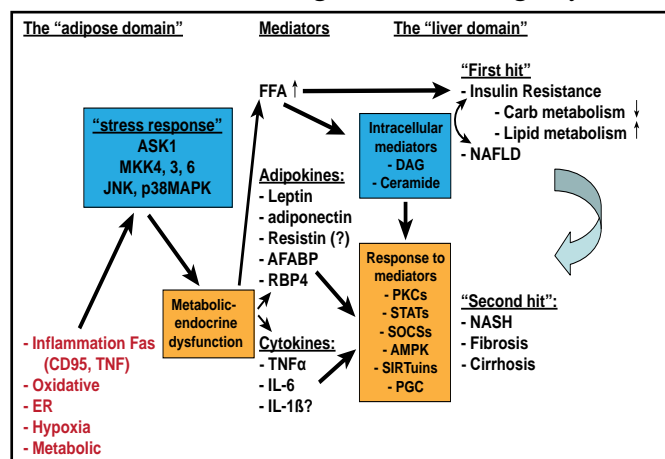 The “adipose domain”
Mediators
The “liver domain”
“stress response”
ASK1
MKK4, 3, 6
JNK, p38MAPK
- Inflammation Fas
(CD95, TNF)
- Oxidative
- ER
- Hypoxia
- Metabolic
Metabolic-
endocrine
dysfunction
FFA ↑
Adipokines:
- Leptin
- adiponectin
- Resistin (?)
- AFABP
- RBP4
Cytokines:
- TNFα
- IL-6
- IL-1ß?
Intracellular
mediators
- DAG
- Ceramide
Response to
mediators
- PKCs
- STATs
- SOCSs
- AMPK
- SIRTuins
- PGC
“First hit”
- Insulin Resistance
- Carb metabolism ↓
- Lipid metabolism ↑
- NAFLD
“Second hit”:
- NASH
- Fibrosis
- Cirrhosis